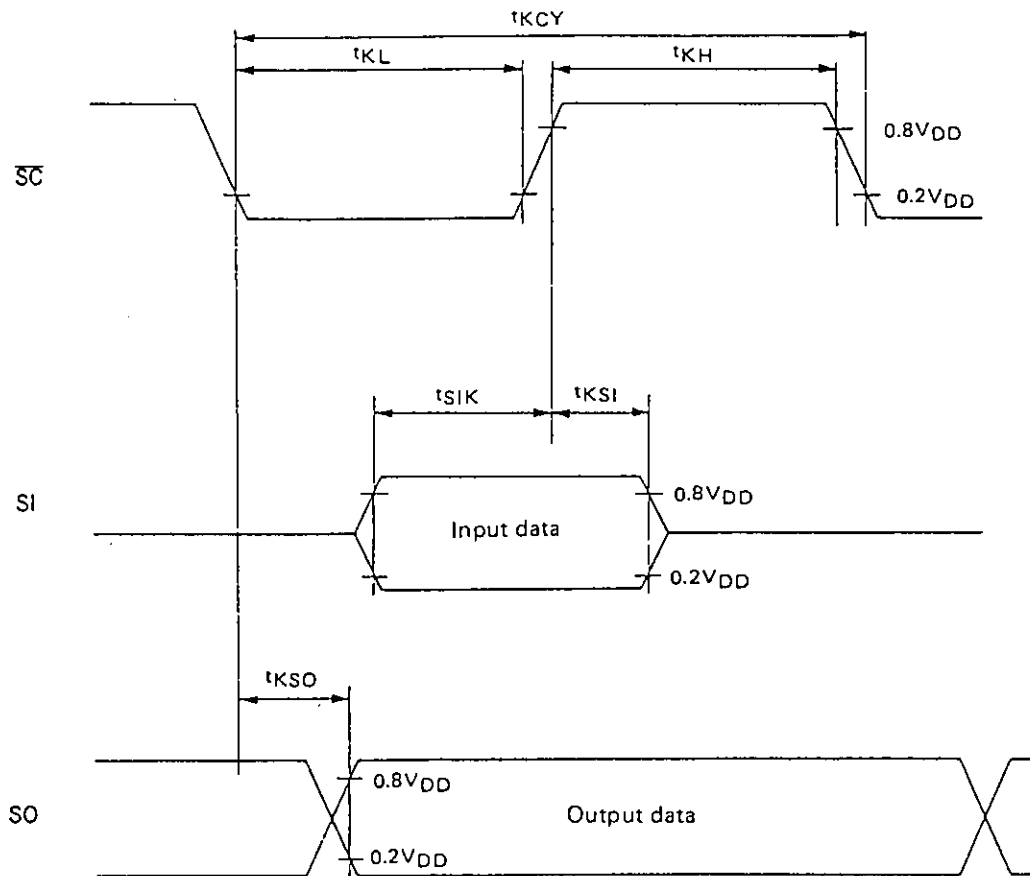 tKCY
tKL
tKH
SC
0.8VDD
0.2VDD
tSIK
tKSI
SI
0.8VDD
Input data
0.2VDD
tKSO
SO
0.8VDD
Output data
0.2VDD